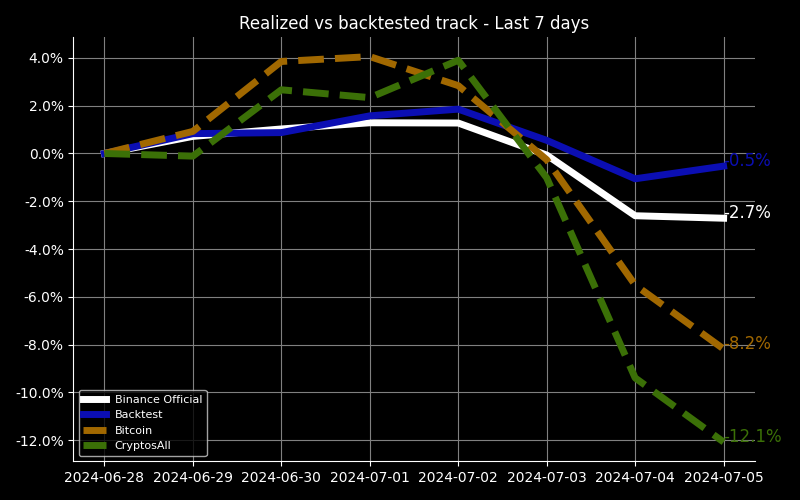 Realized vs backtested track - Last 7 days
4.0%
2.0%
0.0%
-2.0%
-4.0%
-6.0%
-8.0%
-10.0%
-12.0%
-0.5%
-2.7%
-8.2%
-12.1%
Binance Official
Backtest
Bitcoin
CryptosAll
2024-06-28 2024-06-29 2024-06-30 2024-07-01 2024-07-02 2024-07-03 2024-07-04 2024-07-05